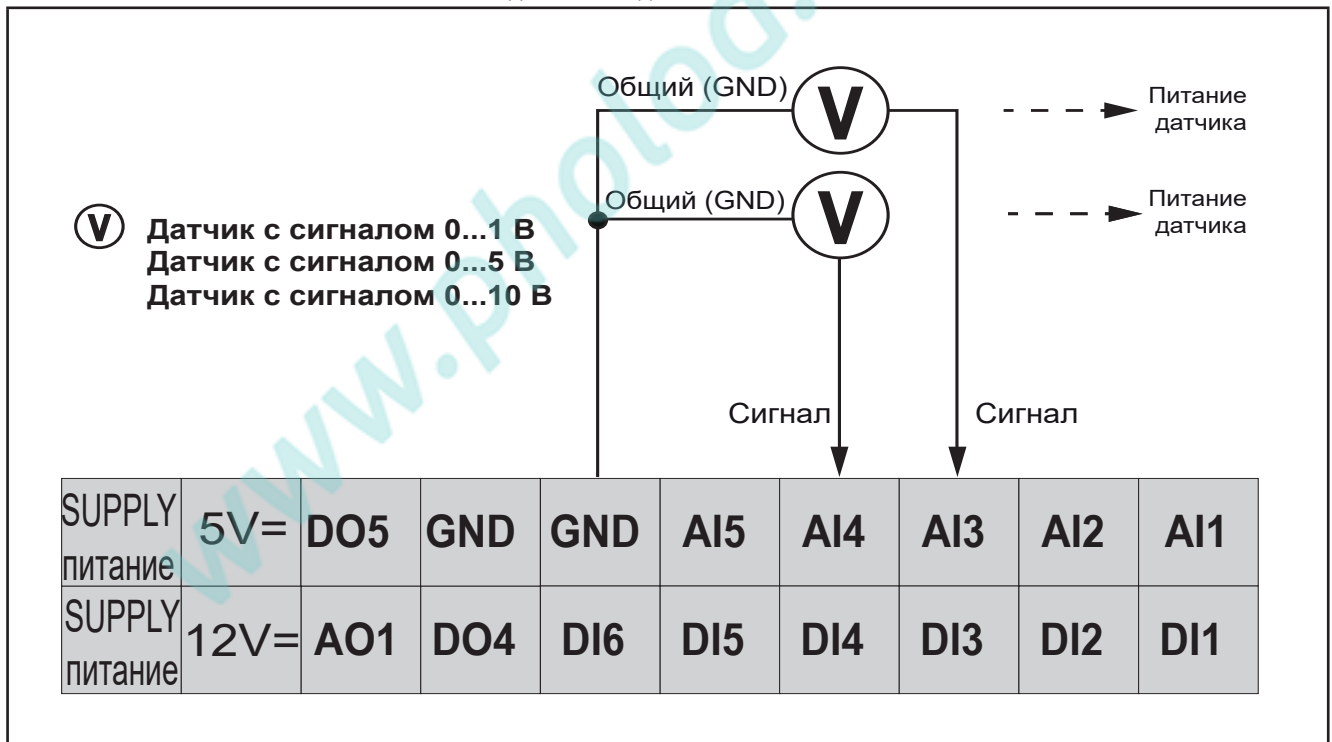 Общий (GND)
Питание
датчика
Общий (GND)
Питание
датчика
V
V
V
Датчик с сигналом 0...1 В
Датчик с сигналом 0...5 В
Датчик с сигналом 0...10 В
Сигнал
Сигнал
SUPPLY
питание
5V= DO5 GND GND AI5 AI4 AI3 AI2 AI1
SUPPLY
питание
12V= AO1 DO4 DI6 DI5 DI4 DI3 DI2 DI1
www.pholod.